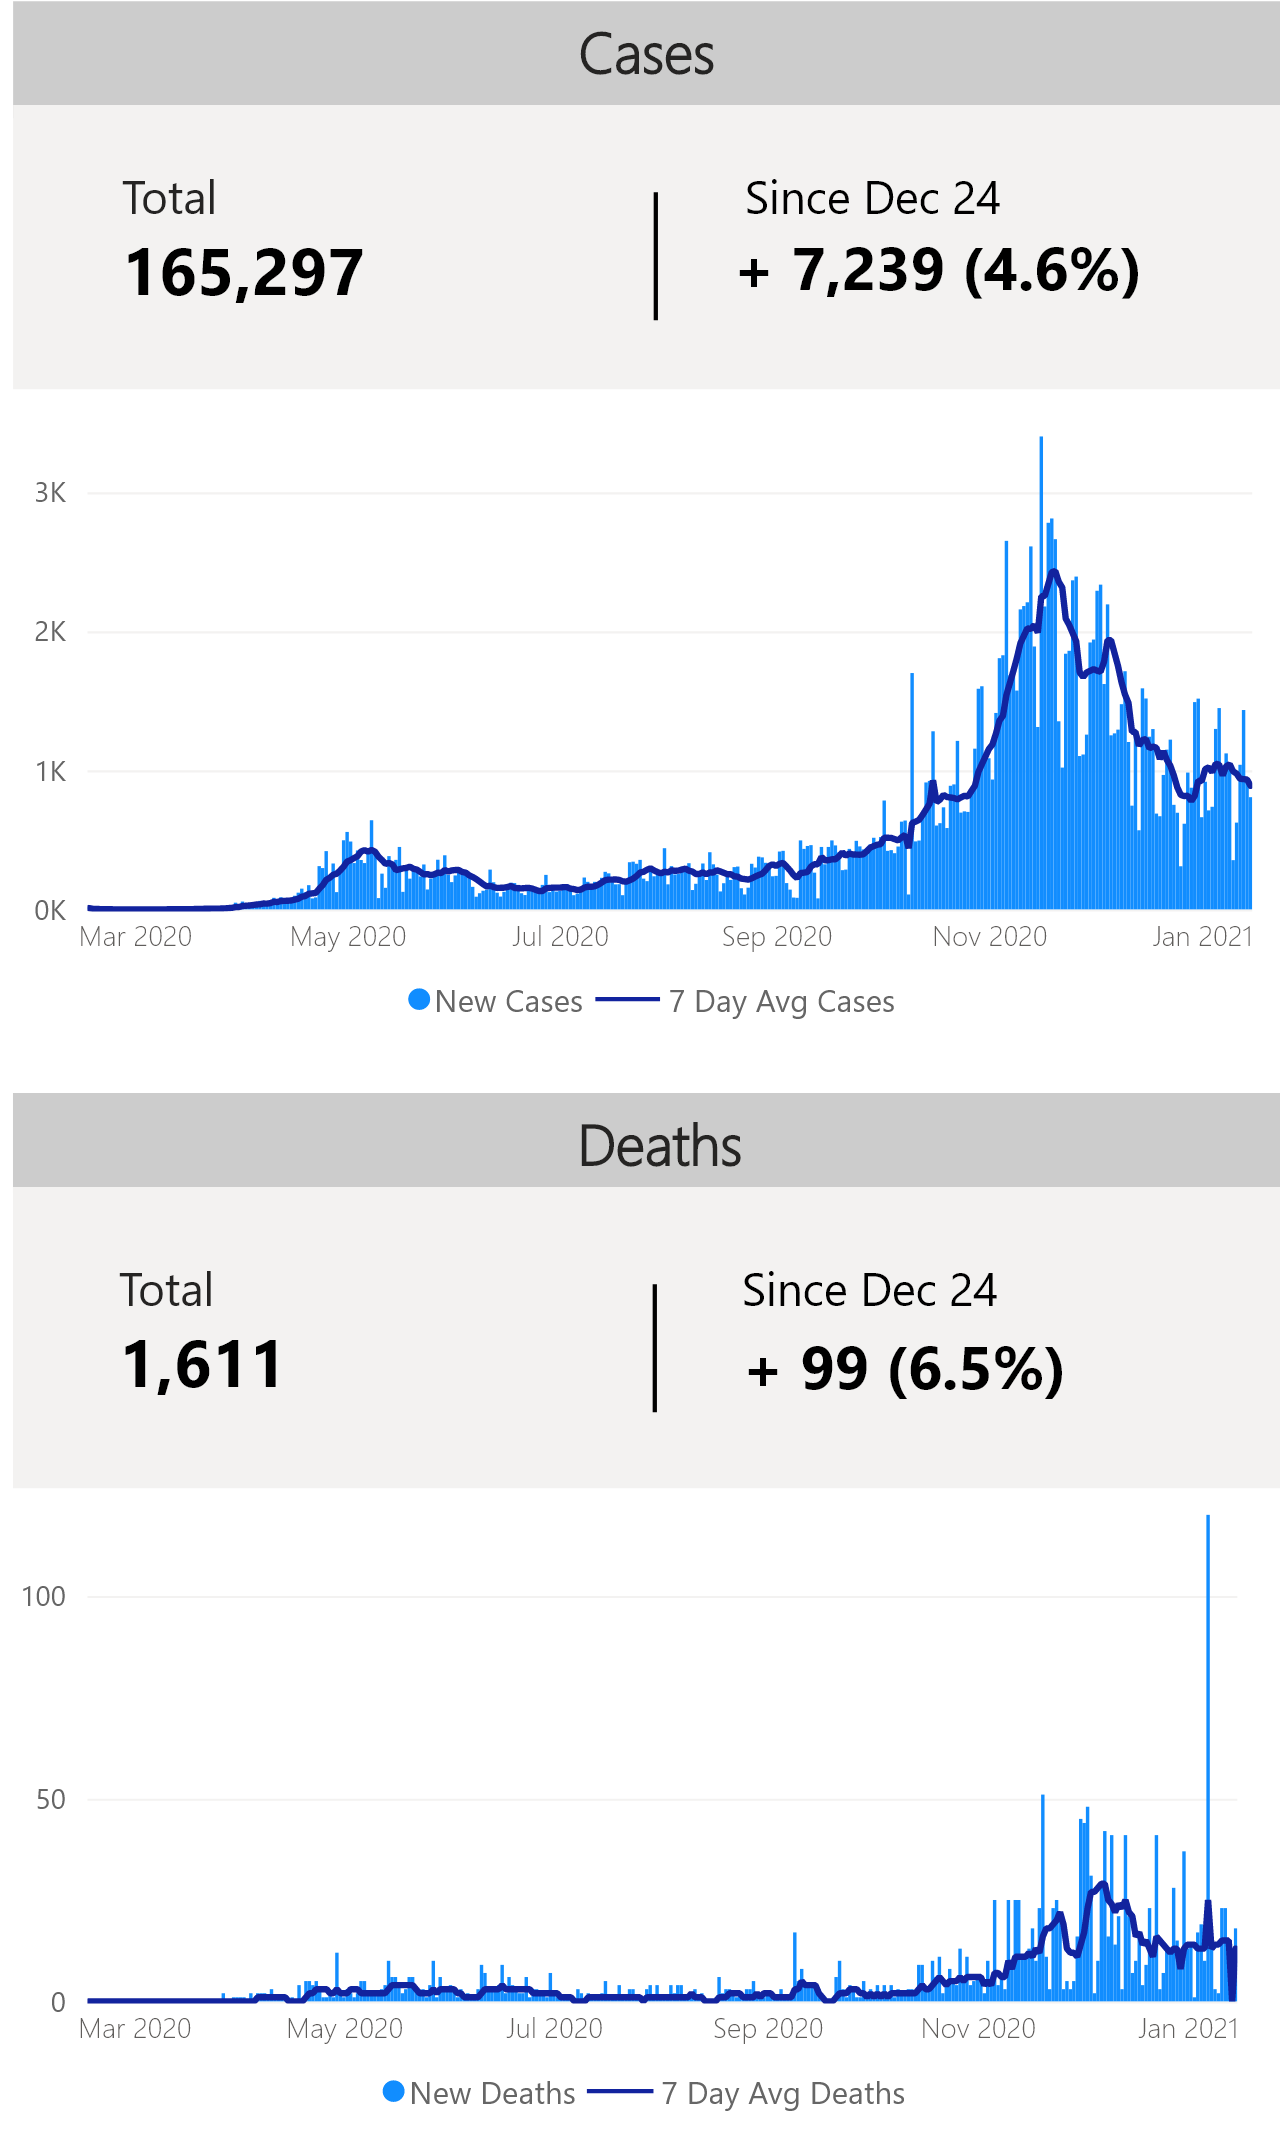 Cases
Total
Since Dec 24
165,297
+ 7,239 (4.6%)
3K
2K
1K
0K
Mar 2020
May 2020
Jul 2020
Sep 2020
Nov 2020
Jan 2021
New Cases
7 Day Avg Cases
Deaths
Total
Since Dec 24
1,611
+ 99 (6.5%)
100
50
0
Mar 2020
May 2020
Jul 2020
Sep 2020
Nov 2020
Jan 2021
New Deaths
7 Day Avg Deaths